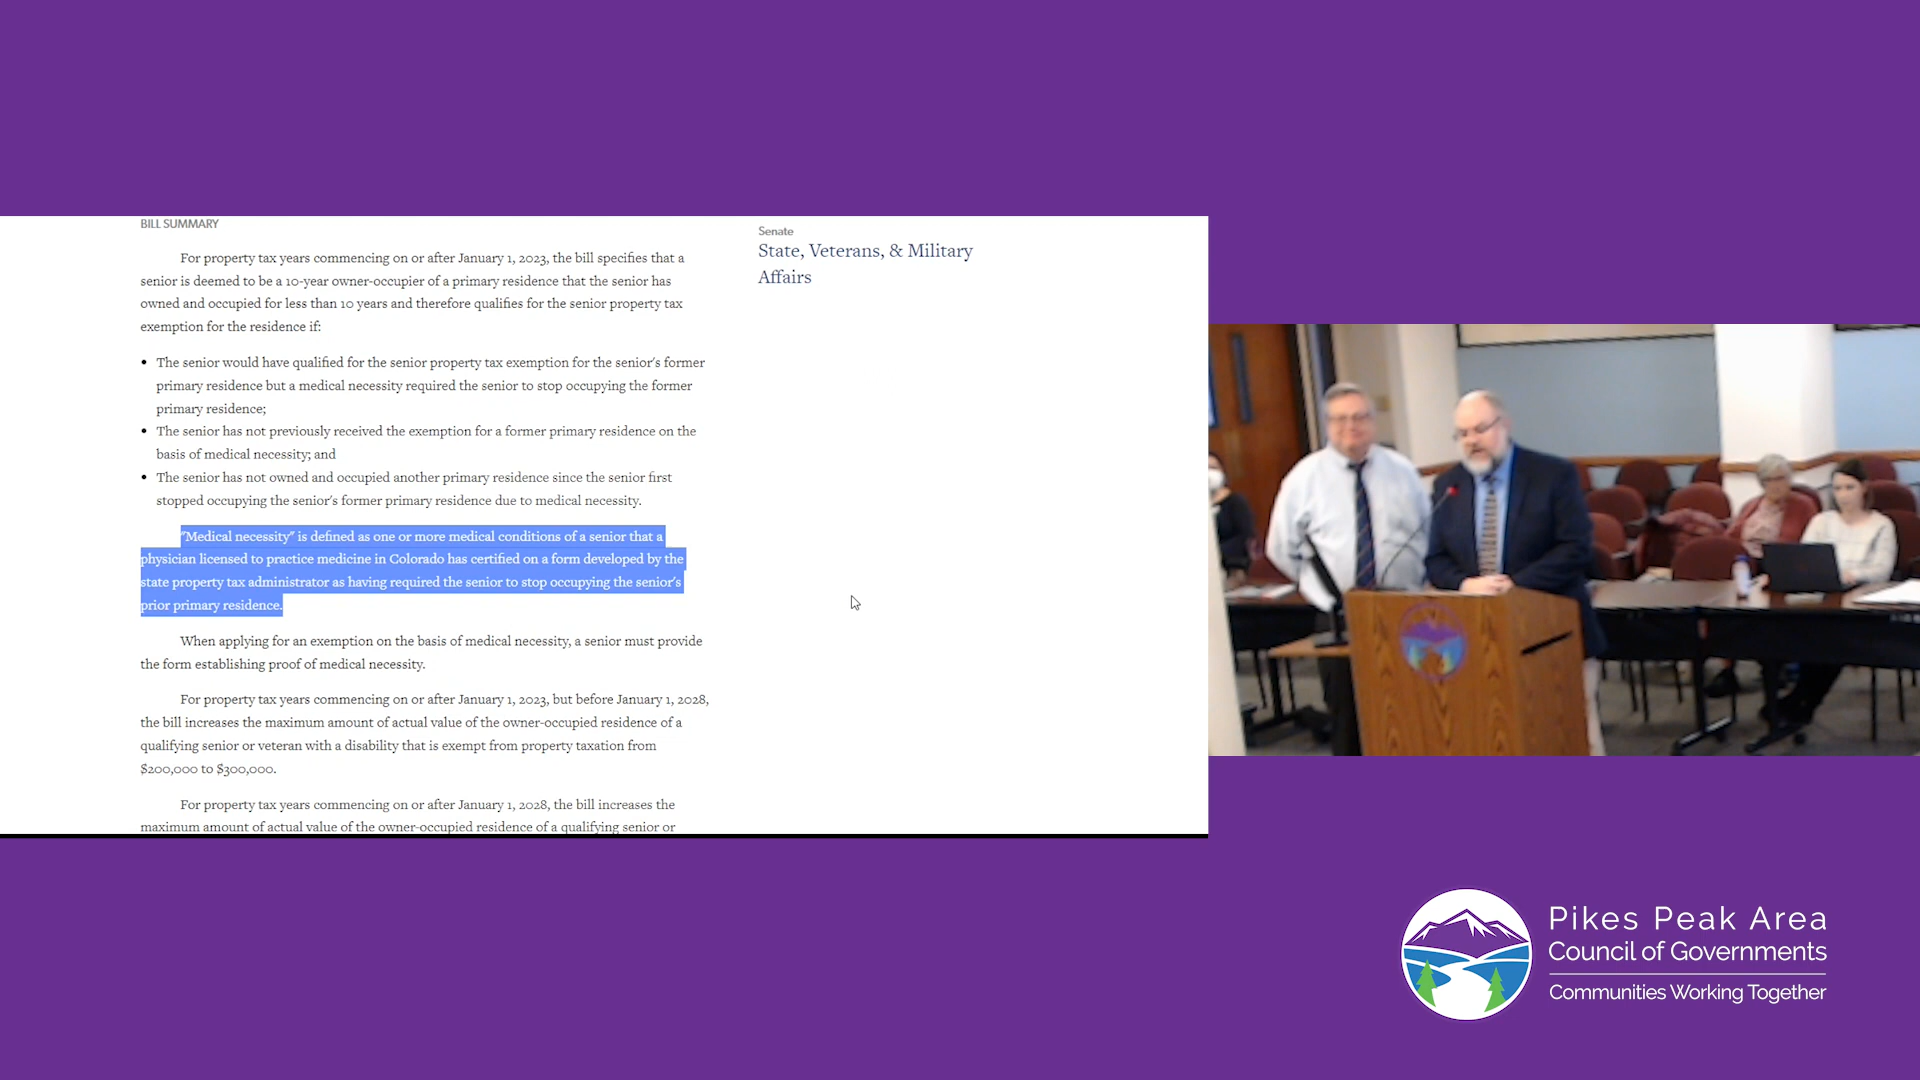 BILL SUMMARY
For property tax years commencing on or after January 1, 2023, the bill specifies that a
senior is deemed to be a 10-year owner-occupier of a primary residence that the senior has
owned and occupied for less than 10 years and therefore qualifies for the senior property tax
exemption for the residence if:
• The senior would have qualified for the senior property tax exemption for the senior's former
primary residence but a medical necessity required the senior to stop occupying the former
primary residence;
• The senior has not previously received the exemption for a former primary residence on the
basis of medical necessity; and
• The senior has not owned and occupied another primary residence since the senior first
stopped occupying the senior's former primary residence due to medical necessity.
"Medical necessity" is defined as one or more medical conditions of a senior that a
physician licensed to practice medicine in Colorado has certified on a form developed by the
state property tax administrator as having required the senior to stop occupying the senior's
prior primary residence.
When applying for an exemption on the basis of medical necessity, a senior must provide
the form establishing proof of medical necessity.
For property tax years commencing on or after January 1, 2023, but before January 1, 2028,
the bill increases the maximum amount of actual value of the owner-occupied residence of a
qualifying senior or veteran with a disability that is exempt from property taxation from
$200,000 to $300,000.
For property tax years commencing on or after January 1, 2028, the bill increases the
maximum amount of actual value of the owner-occupied residence of a qualifying senior or
Senate
State, Veterans, & Military
Affairs
Pikes Peak Area
Council of Governments
Communities Working Together